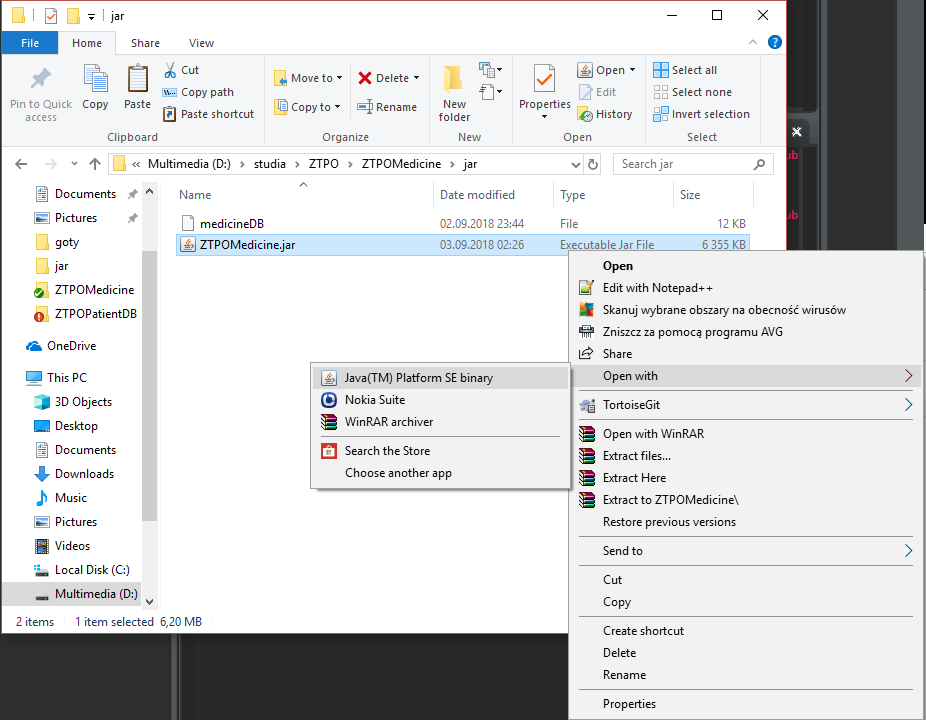 jar
File Home Share View
Pin to Quick access
Copy
Paste
Cut
Copy path
Paste shortcut
Clipboard
Move to
Copy to
Delete
Rename
Organize
New folder
New
Properties
Open
Edit
History
Open
Select all
Select none
Invert selection
Select
« Multimedia (D:) › studia › ZTPO › ZTPOMedicine › jar
Search jar
Documents
Pictures
goty
jar
ZTPOMedicine
ZTPOPatientDB
OneDrive
This PC
3D Objects
Desktop
Documents
Downloads
Music
Pictures
Videos
Local Disk (C:)
Multimedia (D:)
Name Date modified Type Size
medicineDB 02.09.2018 23:44 File 12 KB
ZTPOMedicine.jar 03.09.2018 02:26 Executable Jar File 6 355 KB
Open
Edit with Notepad++
Skanuj wybrane obszary na obecność wirusów
Zniszcz za pomocą programu AVG
Share
Open with
TortoiseGit
Open with WinRAR
Extract files...
Extract Here
Extract to ZTPOMedicine\
Restore previous versions
Send to
Cut
Copy
Create shortcut
Delete
Rename
Properties
Java(TM) Platform SE binary
Nokia Suite
WinRAR archiver
Search the Store
Choose another app
2 items 1 item selected 6,20 MB
ub
ub